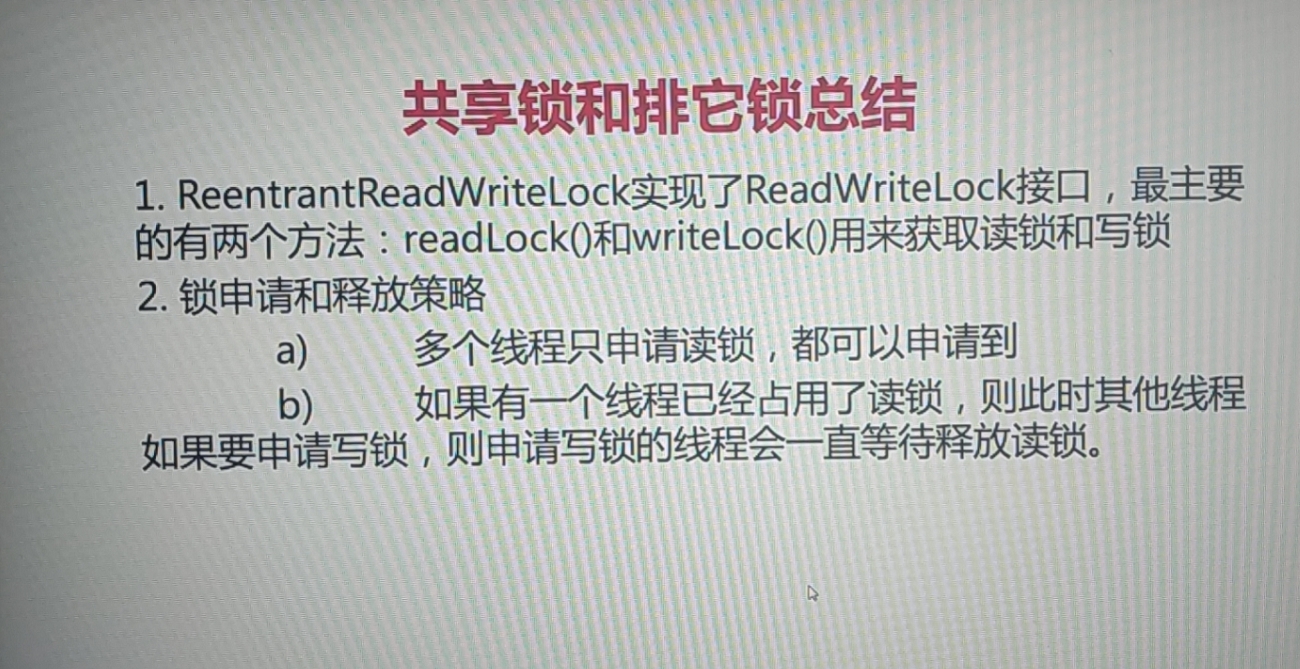 共享锁和排它锁总结
1. ReentrantReadWriteLock实现了ReadWriteLock接口，最主要
的有两个方法：readLock()和writeLock()用来获取读锁和写锁
2. 锁申请和释放策略
a) 多个线程只申请读锁，都可以申请到
b) 如果有一个线程已经占用了读锁，则此时其他线程
如果要申请写锁，则申请写锁的线程会一直等待释放读锁。